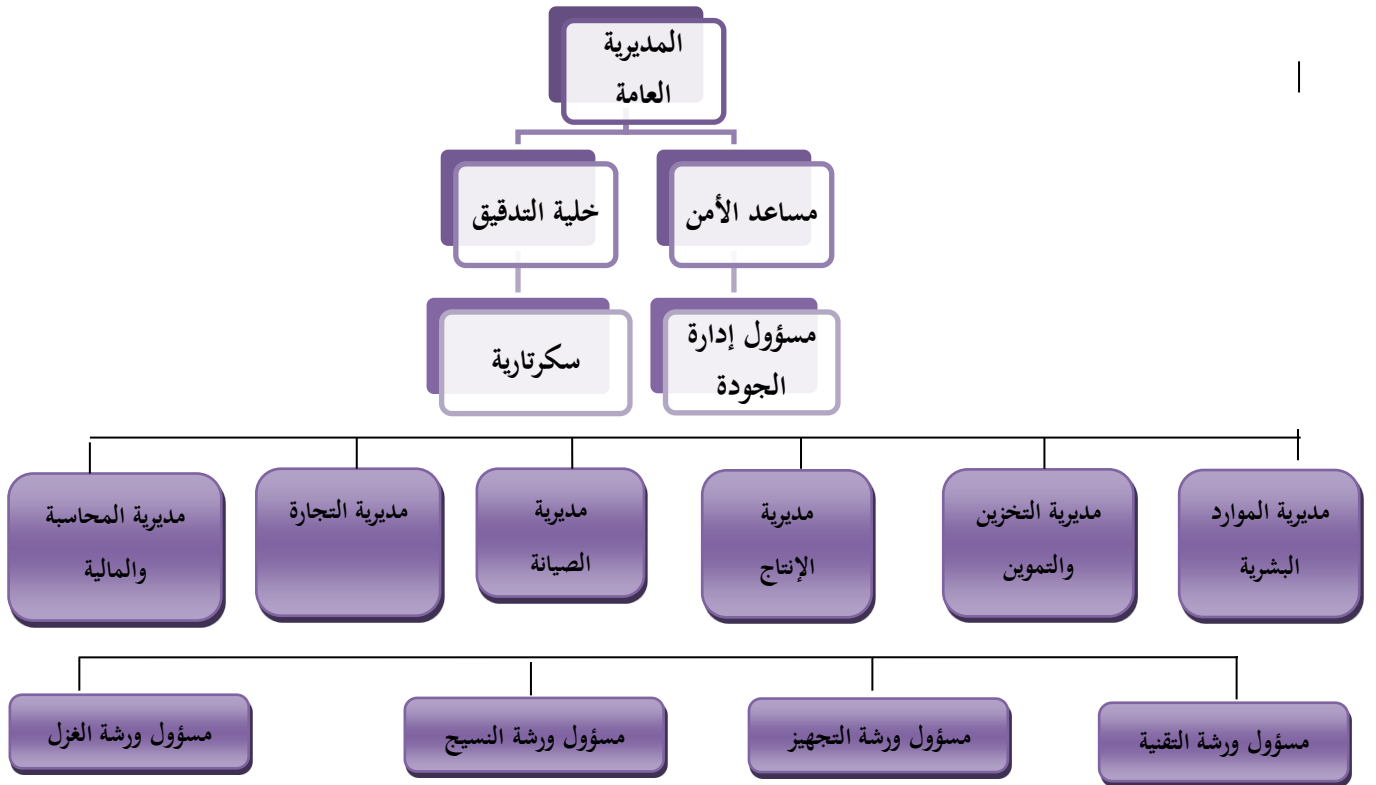 المديرية
العامة
مساعد الأمن
خلية التدقيق
مسؤول إدارة
الجودة
سكرتارية
مديرية الموارد
البشرية
مديرية التخزين
والتموين
مديرية
الإنتاج
مديرية
الصيانة
مديرية التجارة
مديرية المحاسبة
والمالية
مسؤول ورشة التقنية
مسؤول ورشة التجهيز
مسؤول ورشة النسيج
مسؤول ورشة الغزل